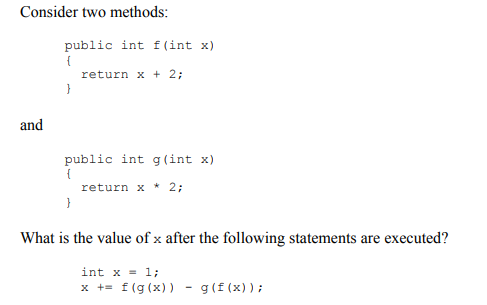 Consider two methods:
public int f(int x)
{
return x + 2;
}
and
public int g(int x)
{
return x * 2;
}
What is the value of x after the following statements are executed?
int x = 1;
x += f(g(x)) - g(f(x));